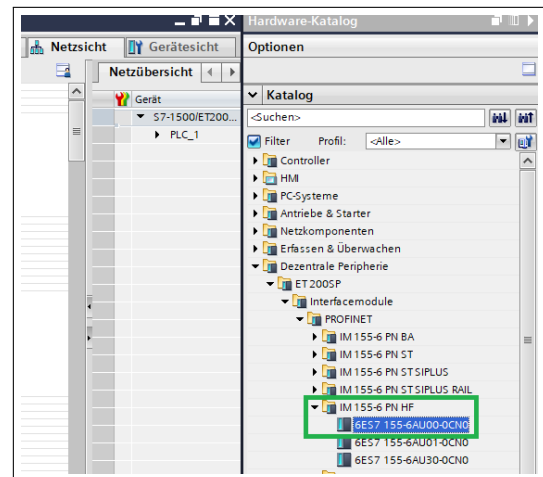 Hardware-Katalog
Netzsicht
Gerätesicht
Optionen
Netzübersicht
Gerät
S7-1500/ET200...
PLC_1
Katalog
<Suchen>
Filter Profil: <Alle>
Controller
HMI
PC-Systeme
Antriebe & Starter
Netzkomponenten
Erfassen & Überwachen
Dezentrale Peripherie
ET 200SP
Interfacemodule
PROFINET
IM 155-6 PN BA
IM 155-6 PN ST
IM 155-6 PN ST SIPLUS
IM 155-6 PN ST SIPLUS RAIL
IM 155-6 PN HF
6ES7 155-6AU00-0CN0
6ES7 155-6AU01-0CN0
6ES7 155-6AU30-0CN0